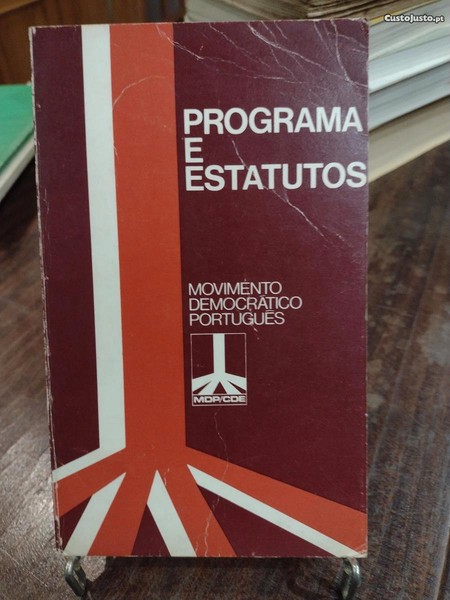 CustoJusto.pt
PROGRAMA
E
ESTATUTOS
MOVIMENTO
DEMOCRÁTICO
PORTUGUÊS
MDP/CDE